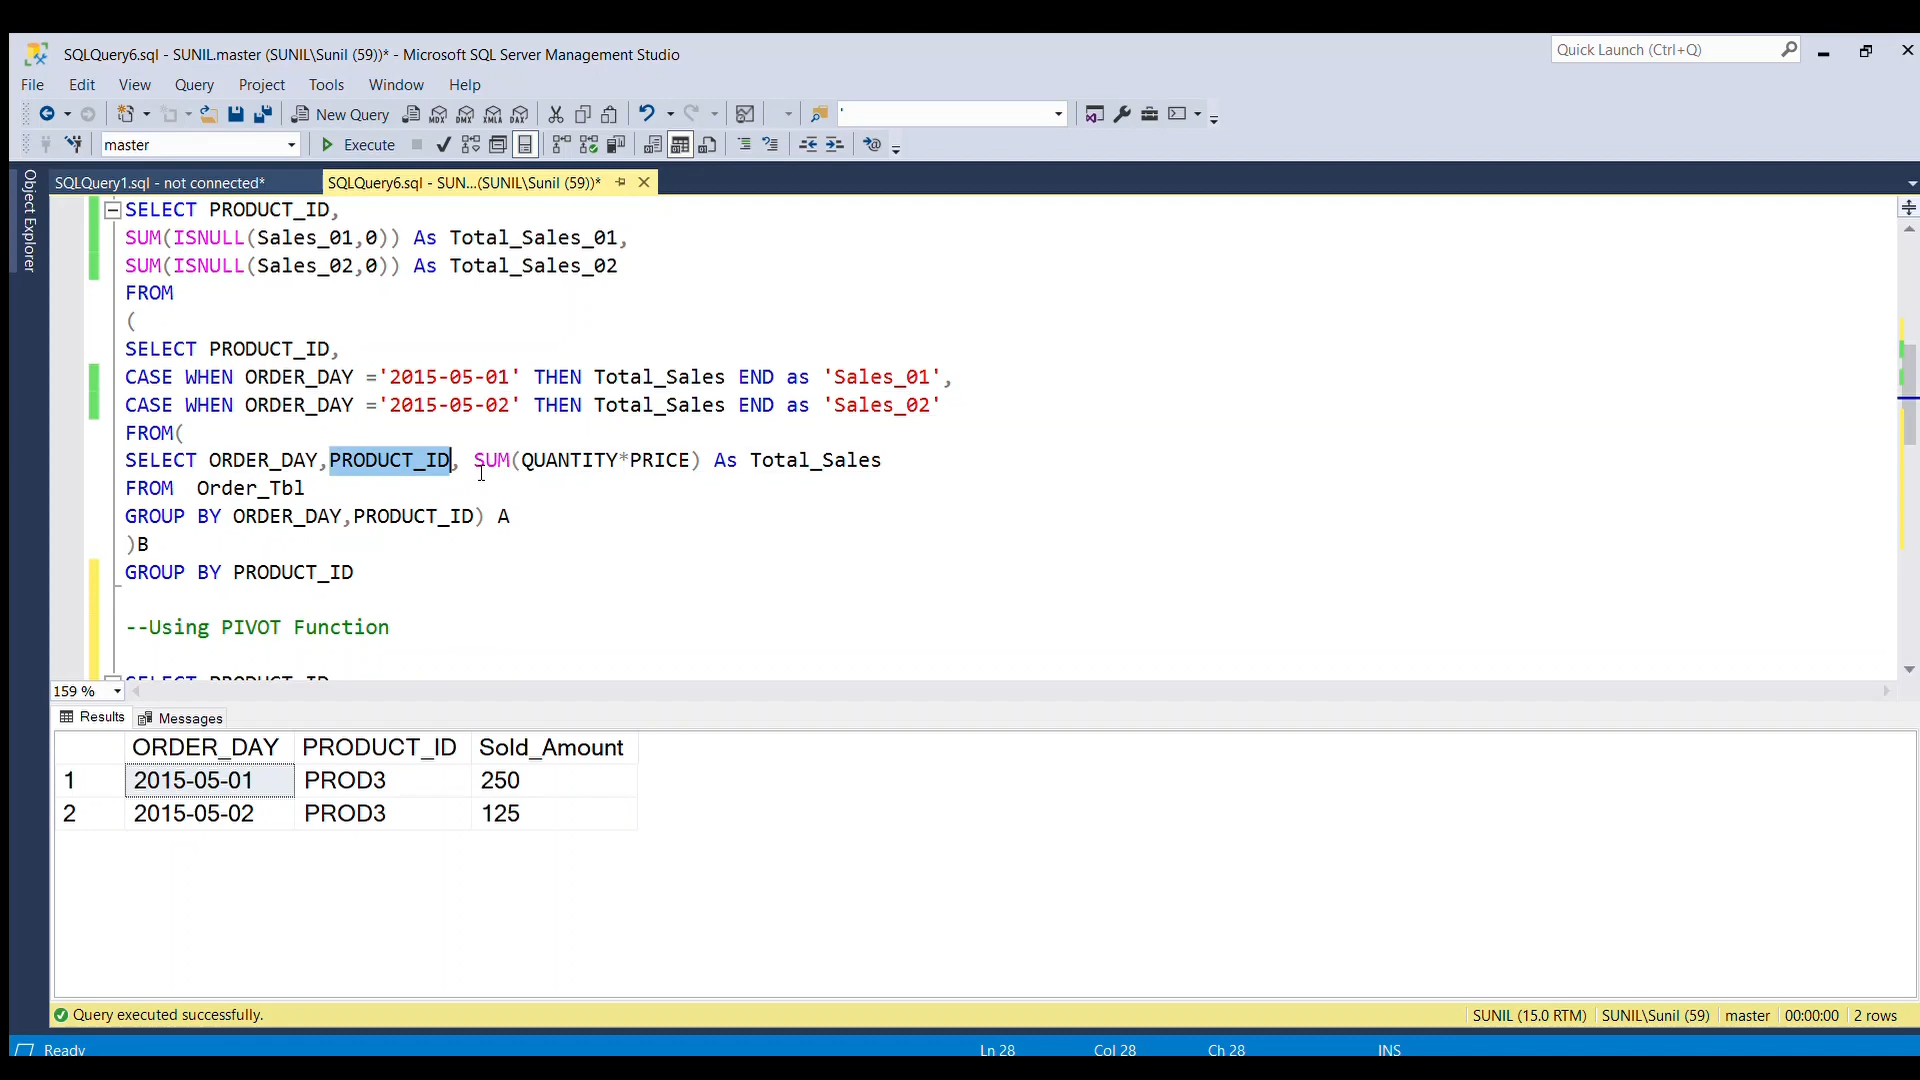 SQLQuery6.sql - SUNIL.master (SUNIL\Sunil (59))* - Microsoft SQL Server Management Studio
Quick Launch (Ctrl+Q)
File Edit View Query Project Tools Window Help
New Query
MDX DMX XMLA DAX
master
Execute
Object Explorer
SQLQuery1.sql - not connected*
SQLQuery6.sql - SUN...(SUNIL\Sunil (59))*
SELECT PRODUCT_ID,
SUM(ISNULL(Sales_01,0)) As Total_Sales_01,
SUM(ISNULL(Sales_02,0)) As Total_Sales_02
FROM
(
SELECT PRODUCT_ID,
CASE WHEN ORDER_DAY ='2015-05-01' THEN Total_Sales END as 'Sales_01',
CASE WHEN ORDER_DAY ='2015-05-02' THEN Total_Sales END as 'Sales_02'
FROM(
SELECT ORDER_DAY,PRODUCT_ID, SUM(QUANTITY*PRICE) As Total_Sales
FROM  Order_Tbl
GROUP BY ORDER_DAY,PRODUCT_ID) A
)B
GROUP BY PRODUCT_ID
--Using PIVOT Function
SELECT PRODUCT_ID
159 %
Results Messages
ORDER_DAY PRODUCT_ID Sold_Amount
1 2015-05-01 PROD3 250
2 2015-05-02 PROD3 125
Query executed successfully.
SUNIL (15.0 RTM) SUNIL\Sunil (59) master 00:00:00 2 rows
Ready
Ln 28 Col 28 Ch 28 INS